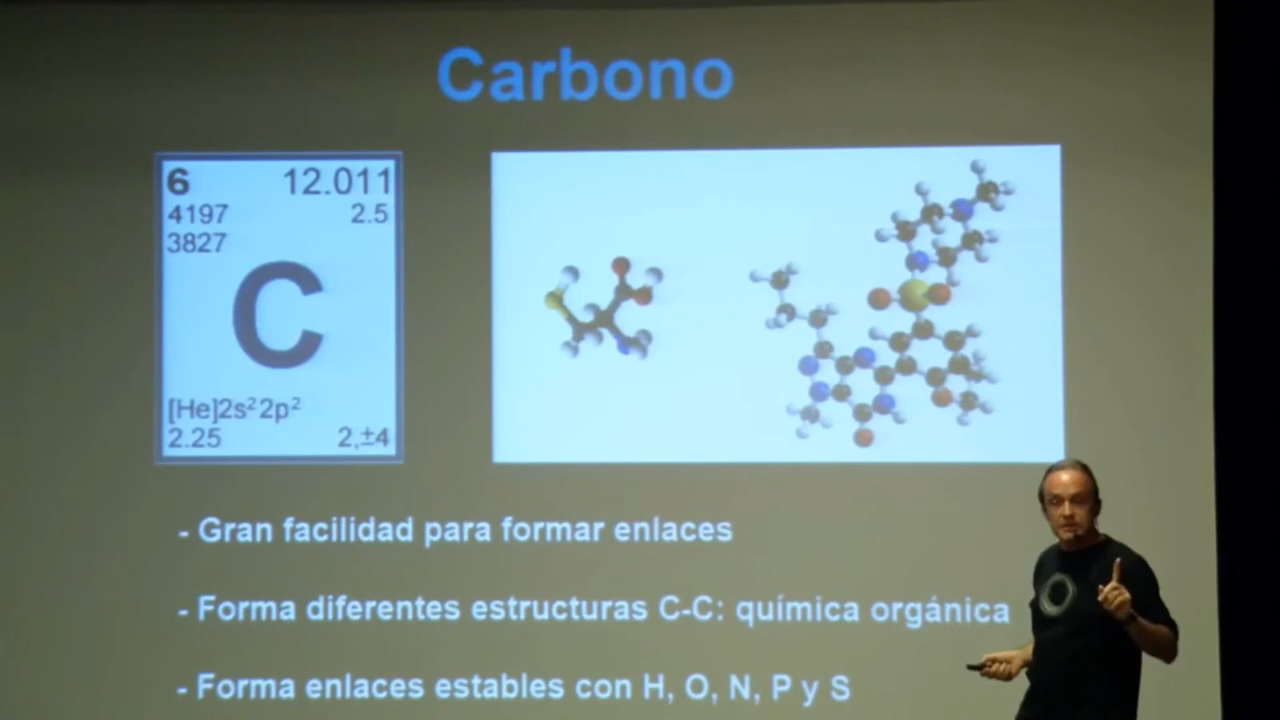 Carbono
6 12.011
4197 2.5
3827
C
[He]2s²2p²
2.25 2,±4
- Gran facilidad para formar enlaces
- Forma diferentes estructuras C-C: química orgánica
- Forma enlaces estables con H, O, N, P y S